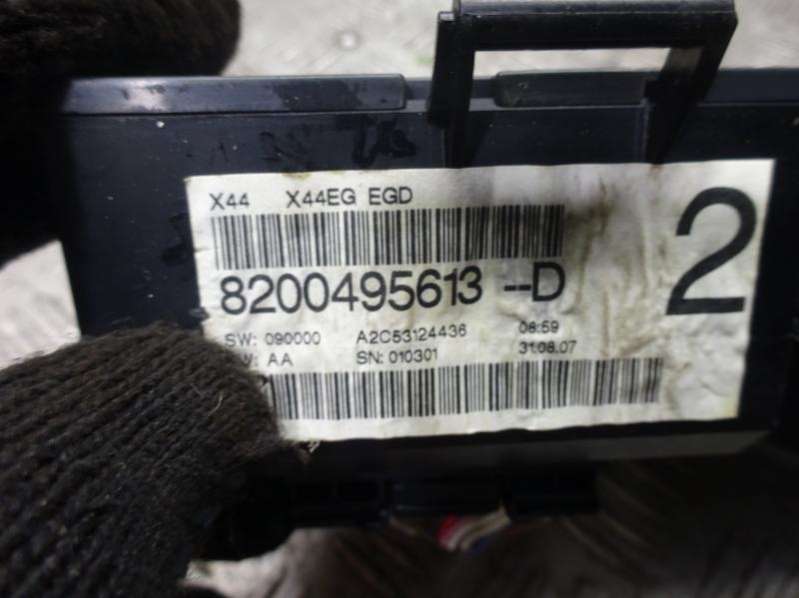 X44 X44EG EGD
2
8200495613 --D
SW: 090000 A2C53124436 08:59
AA SN: 010301 31.08.07